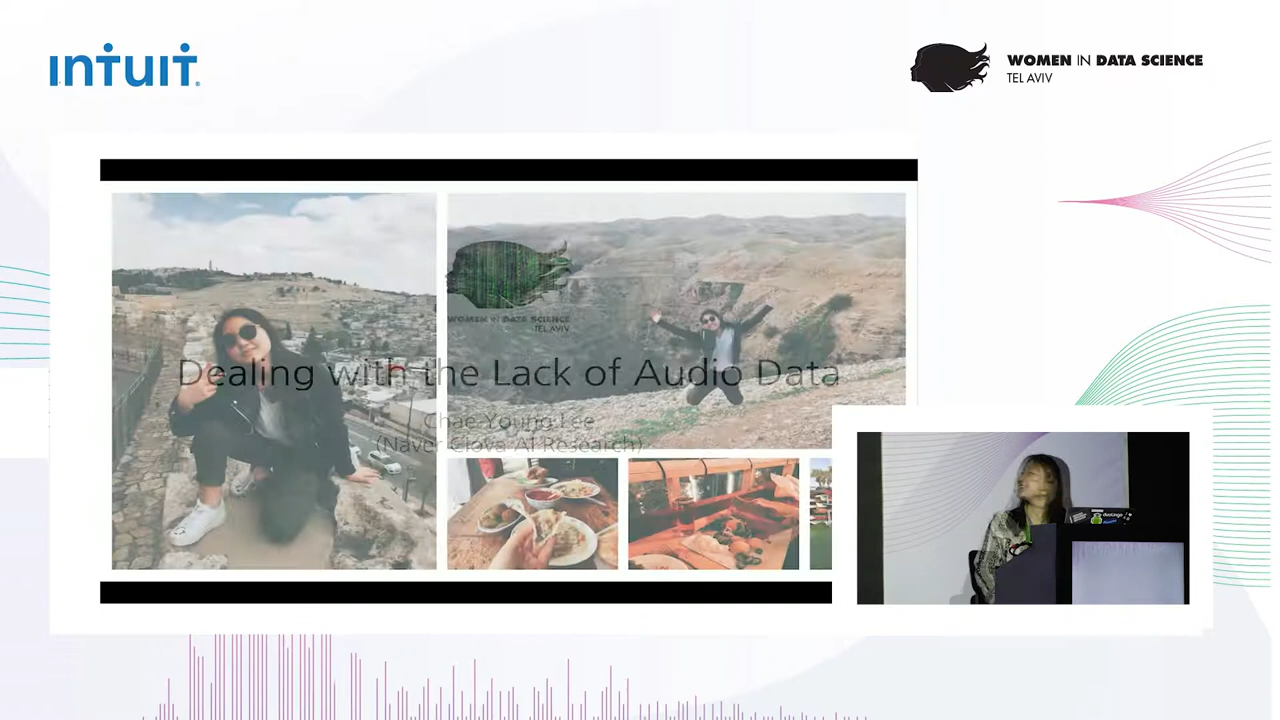 INTUIT
WOMEN IN DATA SCIENCE
TEL AVIV
WOMEN IN DATA SCIENCE
TEL AVIV
Dealing with the Lack of Audio Data
Chae Young Lee
(Naver Clova AI Research)
duolingo